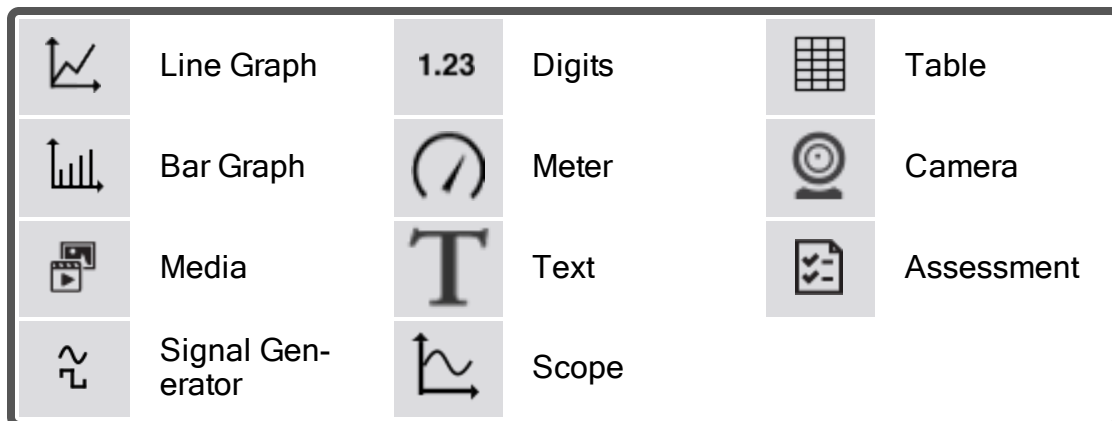 Line Graph
1.23
Digits
Table
Bar Graph
Meter
Camera
Media
T
Text
Assessment
Signal Gen-
erator
Scope